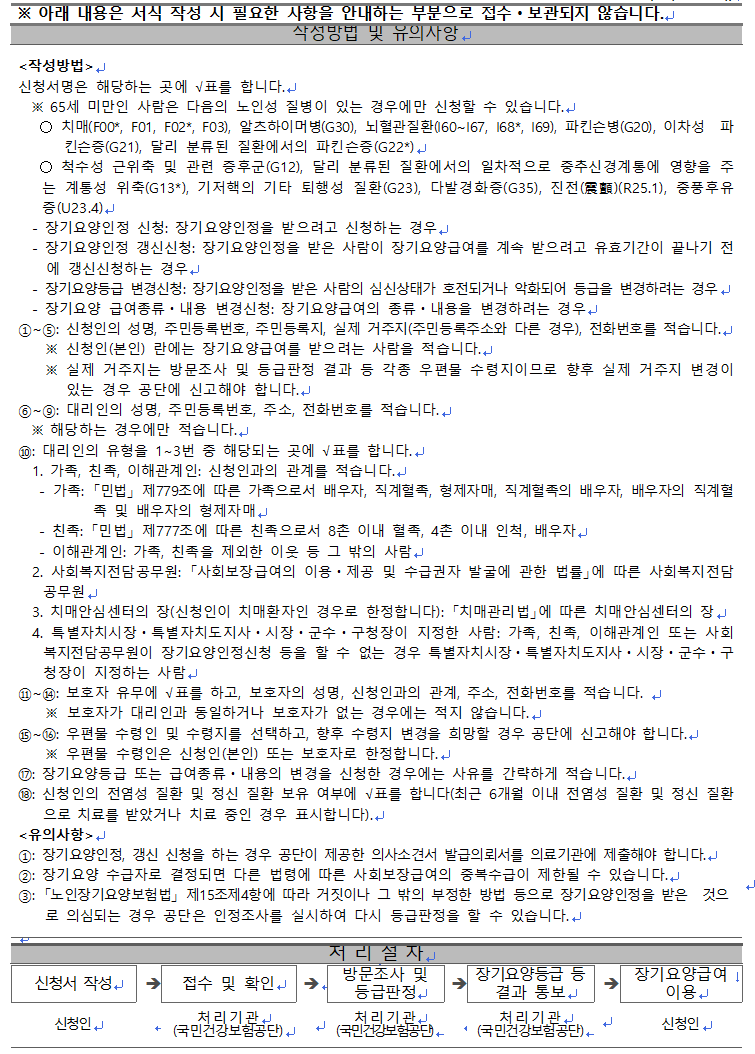 ※ 아래 내용은 서식 작성 시 필요한 사항을 안내하는 부분으로 접수・보관되지 않습니다.
작성방법 및 유의사항
<작성방법>
신청서명은 해당하는 곳에 √표를 합니다.
※ 65세 미만인 사람은 다음의 노인성 질병이 있는 경우에만 신청할 수 있습니다.
○ 치매(F00*, F01, F02*, F03), 알츠하이머병(G30), 뇌혈관질환(I60~I67, I68*, I69), 파킨슨병(G20), 이차성 파
킨슨증(G21), 달리 분류된 질환에서의 파킨슨증(G22*)
○ 척수성 근위축 및 관련 증후군(G12), 달리 분류된 질환에서의 일차적으로 중추신경계통에 영향을 주
는 계통성 위축(G13*), 기저핵의 기타 퇴행성 질환(G23), 다발경화증(G35), 진전(震顫)(R25.1), 중풍후유
증(U23.4)
- 장기요양인정 신청: 장기요양인정을 받으려고 신청하는 경우
- 장기요양인정 갱신신청: 장기요양인정을 받은 사람이 장기요양급여를 계속 받으려고 유효기간이 끝나기 전
에 갱신신청하는 경우
- 장기요양등급 변경신청: 장기요양인정을 받은 사람의 심신상태가 호전되거나 악화되어 등급을 변경하려는 경우
- 장기요양 급여종류・내용 변경신청: 장기요양급여의 종류・내용을 변경하려는 경우
①~⑤: 신청인의 성명, 주민등록번호, 주민등록지, 실제 거주지(주민등록주소와 다른 경우), 전화번호를 적습니다.
※ 신청인(본인) 란에는 장기요양급여를 받으려는 사람을 적습니다.
※ 실제 거주지는 방문조사 및 등급판정 결과 등 각종 우편물 수령지이므로 향후 실제 거주지 변경이
있는 경우 공단에 신고해야 합니다.
⑥~⑨: 대리인의 성명, 주민등록번호, 주소, 전화번호를 적습니다.
※ 해당하는 경우에만 적습니다.
⑩: 대리인의 유형을 1~3번 중 해당되는 곳에 √표를 합니다.
1. 가족, 친족, 이해관계인: 신청인과의 관계를 적습니다.
- 가족: 「민법」 제779조에 따른 가족으로서 배우자, 직계혈족, 형제자매, 직계혈족의 배우자, 배우자의 직계혈
족 및 배우자의 형제자매
- 친족: 「민법」 제777조에 따른 친족으로서 8촌 이내 혈족, 4촌 이내 인척, 배우자
- 이해관계인: 가족, 친족을 제외한 이웃 등 그 밖의 사람
2. 사회복지전담공무원: 「사회보장급여의 이용・제공 및 수급권자 발굴에 관한 법률」에 따른 사회복지전담
공무원
3. 치매안심센터의 장(신청인이 치매환자인 경우로 한정합니다): 「치매관리법」에 따른 치매안심센터의 장
4. 특별자치시장・특별자치도지사・시장・군수・구청장이 지정한 사람: 가족, 친족, 이해관계인 또는 사회
복지전담공무원이 장기요양인정신청 등을 할 수 없는 경우 특별자치시장・특별자치도지사・시장・군수・구
청장이 지정하는 사람
⑪~⑭: 보호자 유무에 √표를 하고, 보호자의 성명, 신청인과의 관계, 주소, 전화번호를 적습니다.
※ 보호자가 대리인과 동일하거나 보호자가 없는 경우에는 적지 않습니다.
⑮~⑯: 우편물 수령인 및 수령지를 선택하고, 향후 수령지 변경을 희망할 경우 공단에 신고해야 합니다.
※ 우편물 수령인은 신청인(본인) 또는 보호자로 한정합니다.
⑰: 장기요양등급 또는 급여종류・내용의 변경을 신청한 경우에는 사유를 간략하게 적습니다.
⑱: 신청인의 전염성 질환 및 정신 질환 보유 여부에 √표를 합니다(최근 6개월 이내 전염성 질환 및 정신 질환
으로 치료를 받았거나 치료 중인 경우 표시합니다).
<유의사항>
①: 장기요양인정, 갱신 신청을 하는 경우 공단이 제공한 의사소견서 발급의뢰서를 의료기관에 제출해야 합니다.
②: 장기요양 수급자로 결정되면 다른 법령에 따른 사회보장급여의 중복수급이 제한될 수 있습니다.
③: 「노인장기요양보험법」 제15조제4항에 따라 거짓이나 그 밖의 부정한 방법 등으로 장기요양인정을 받은 것으
로 의심되는 경우 공단은 인정조사를 실시하여 다시 등급판정을 할 수 있습니다.
처 리 절 차
신청서 작성 ➔ 접수 및 확인 ➔ 방문조사 및 등급판정 ➔ 장기요양등급 등 결과 통보 ➔ 장기요양급여 이용
신청인 처리기관 (국민건강보험공단) 처리기관 (국민건강보험공단) 처리기관 (국민건강보험공단) 신청인